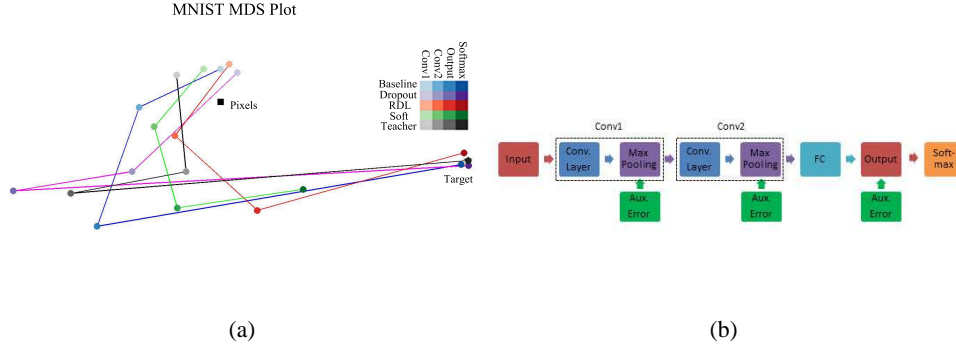 MNIST MDS Plot
Conv1
Conv2
Output
Softmax
Baseline
Dropout
RDL
Soft
Teacher
Pixels
Target
(a)
Conv1
Conv2
Input
Conv.
Layer
Max
Pooling
Conv.
Layer
Max
Pooling
FC
Output
Soft-
max
Aux.
Error
Aux.
Error
Aux.
Error
(b)